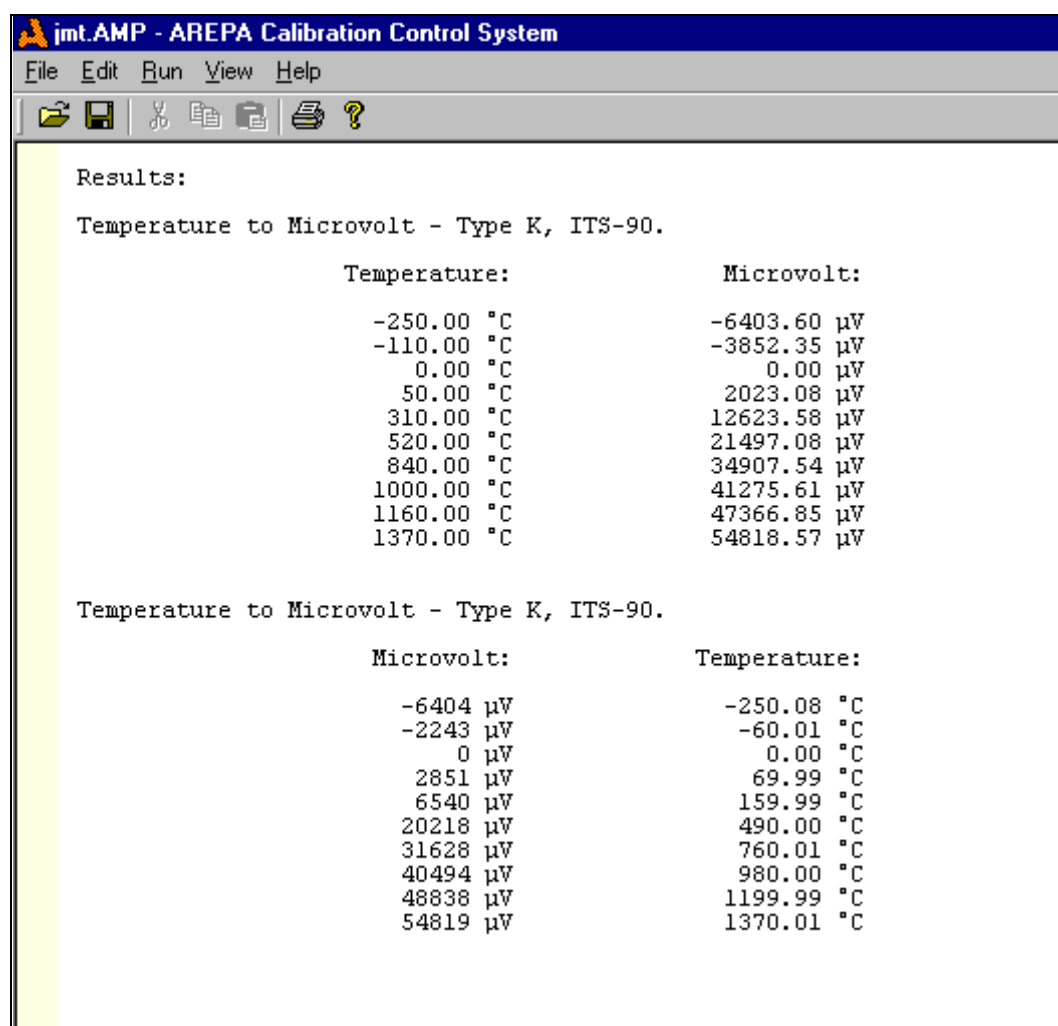 jmt.AMP - AREPA Calibration Control System
File Edit Run View Help
Results:
Temperature to Microvolt - Type K, ITS-90.
Temperature: Microvolt:
-250.00 °C -6403.60 µV
-110.00 °C -3852.35 µV
0.00 °C 0.00 µV
50.00 °C 2023.08 µV
310.00 °C 12623.58 µV
520.00 °C 21497.08 µV
840.00 °C 34907.54 µV
1000.00 °C 41275.61 µV
1160.00 °C 47366.85 µV
1370.00 °C 54818.57 µV
Temperature to Microvolt - Type K, ITS-90.
Microvolt: Temperature:
-6404 µV -250.08 °C
-2243 µV -60.01 °C
0 µV 0.00 °C
2851 µV 69.99 °C
6540 µV 159.99 °C
20218 µV 490.00 °C
31628 µV 760.01 °C
40494 µV 980.00 °C
48838 µV 1199.99 °C
54819 µV 1370.01 °C